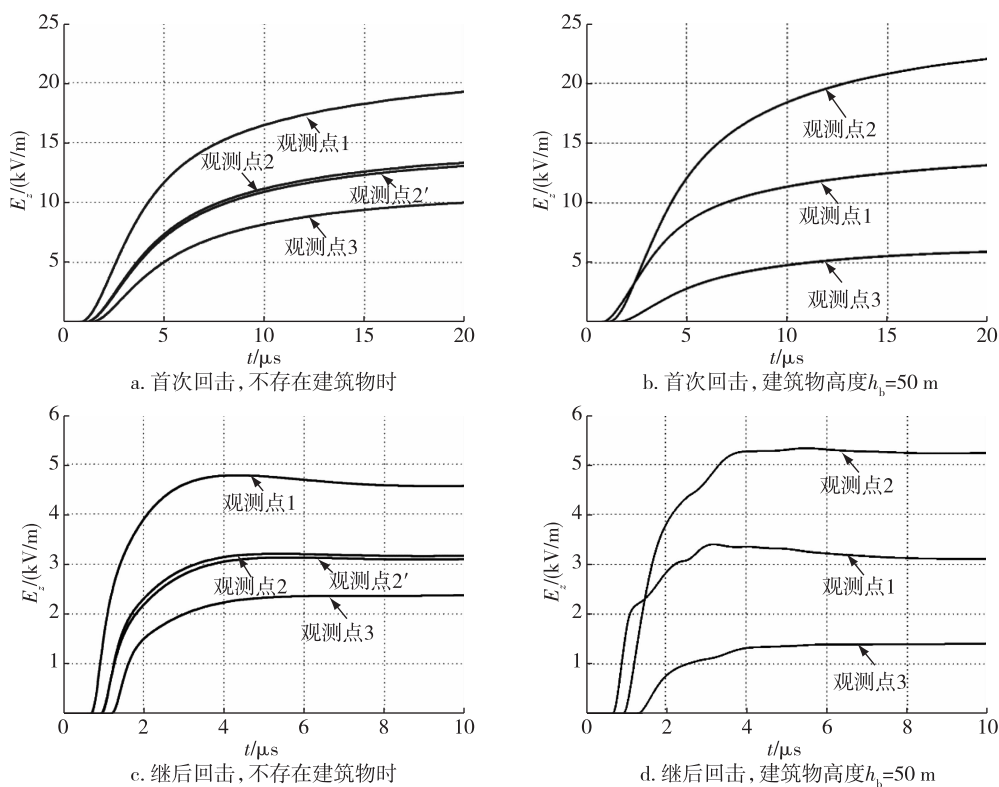 25
20
15
10
5
E_z/(kV/m)
观测点1
观测点2
观测点2′
观测点3
0 5 10 15 20
t/μs
a. 首次回击，不存在建筑物时
25
20
15
10
5
E_z/(kV/m)
观测点2
观测点1
观测点3
0 5 10 15 20
t/μs
b. 首次回击，建筑物高度h_b=50 m
6
5
4
3
2
1
E_z/(kV/m)
观测点1
观测点2
观测点2′
观测点3
0 2 4 6 8 10
t/μs
c. 继后回击，不存在建筑物时
6
5
4
3
2
1
E_z/(kV/m)
观测点2
观测点1
观测点3
0 2 4 6 8 10
t/μs
d. 继后回击，建筑物高度h_b=50 m